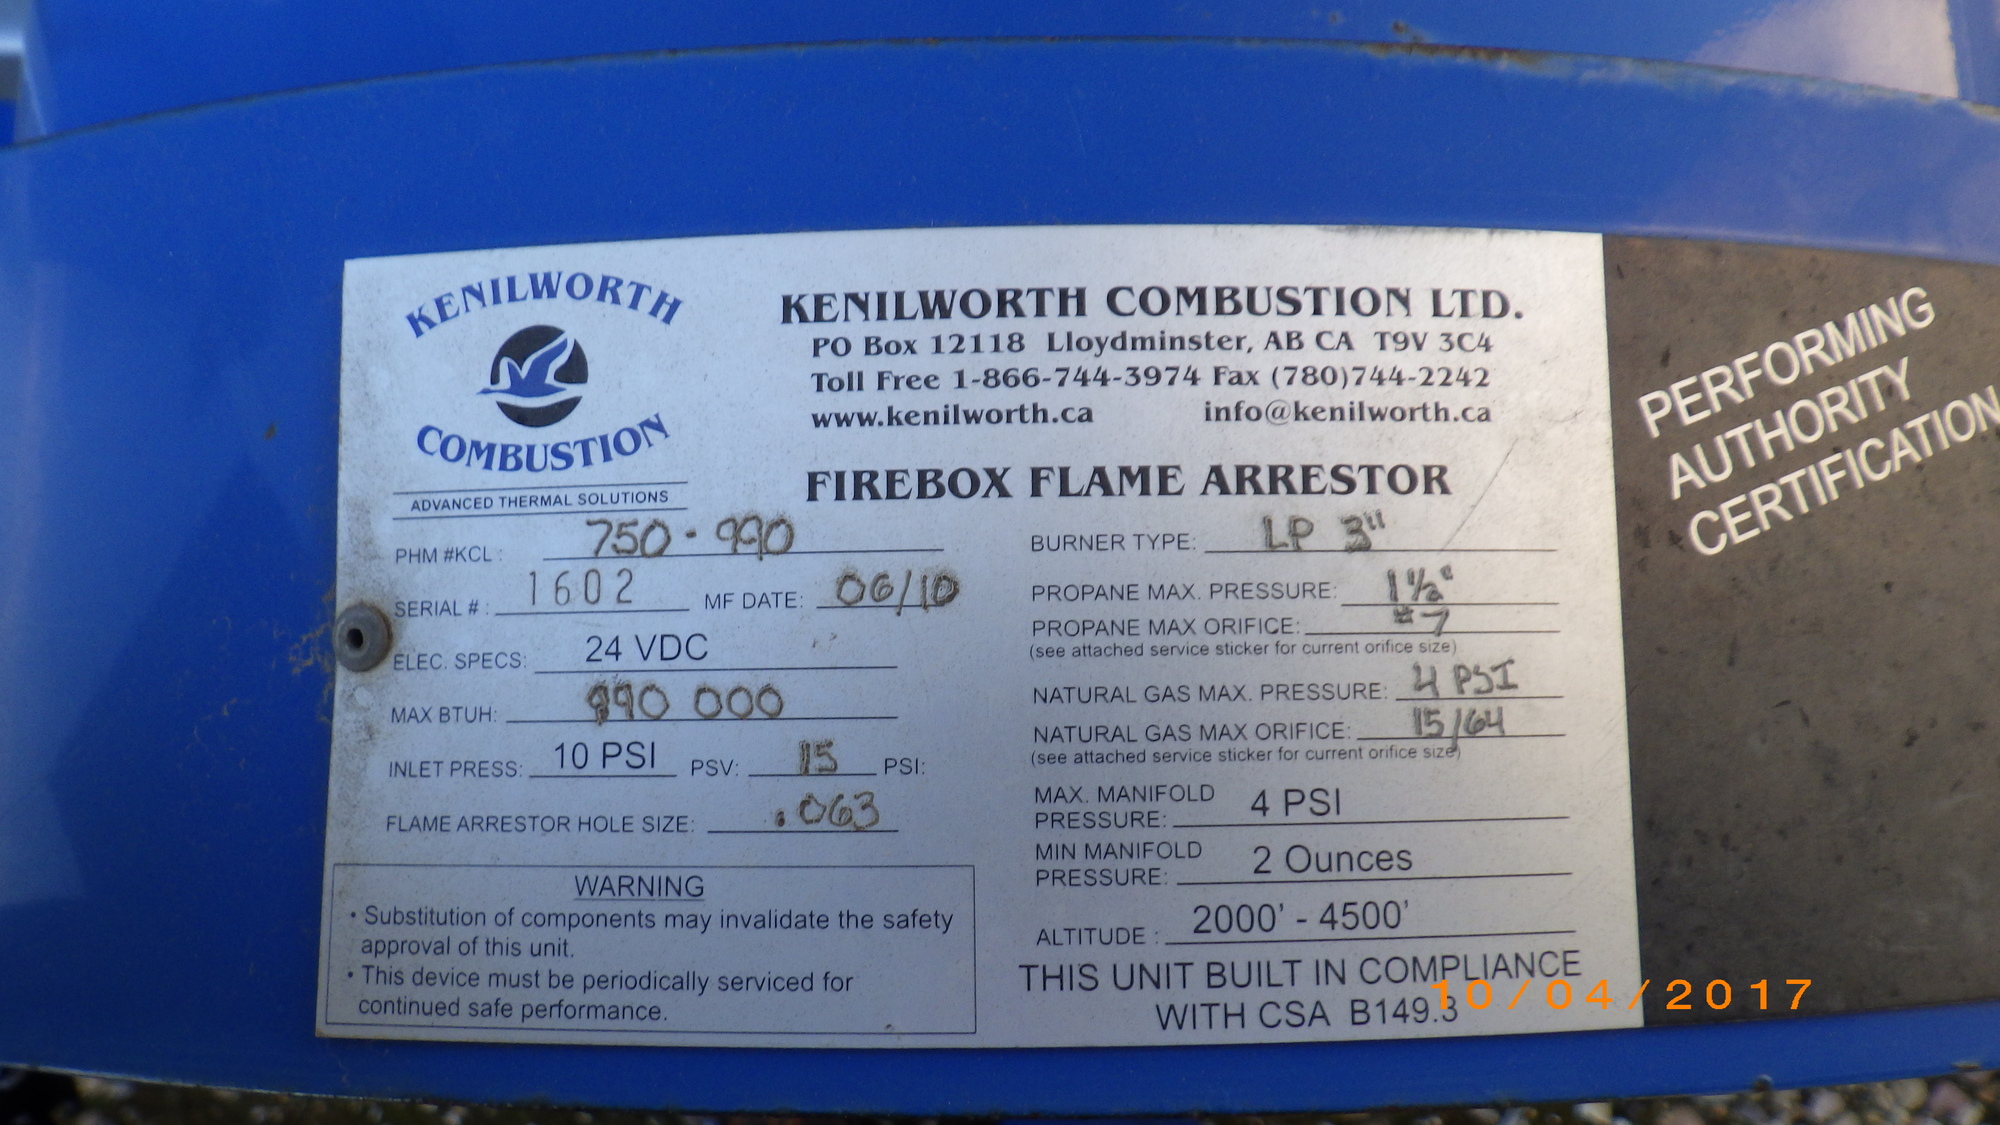 KENILWORTH
COMBUSTION
ADVANCED THERMAL SOLUTIONS
KENILWORTH COMBUSTION LTD.
PO Box 12118 Lloydminster, AB CA T9V 3C4
Toll Free 1-866-744-3974 Fax (780)744-2242
www.kenilworth.ca info@kenilworth.ca
FIREBOX FLAME ARRESTOR
PHM #KCL : 750-990
SERIAL # : 1602 MF DATE: 06/10
ELEC. SPECS: 24 VDC
MAX BTUH: 990 000
INLET PRESS: 10 PSI PSV: 15 PSI:
FLAME ARRESTOR HOLE SIZE: .063
WARNING
• Substitution of components may invalidate the safety
approval of this unit.
• This device must be periodically serviced for
continued safe performance.
BURNER TYPE: LP 3"
PROPANE MAX. PRESSURE: 1 1/2"
PROPANE MAX ORIFICE: #7
(see attached service sticker for current orifice size)
NATURAL GAS MAX. PRESSURE: 4 PSI
NATURAL GAS MAX ORIFICE: 15/64
(see attached service sticker for current orifice size)
MAX. MANIFOLD
PRESSURE: 4 PSI
MIN MANIFOLD
PRESSURE: 2 Ounces
ALTITUDE : 2000' - 4500'
THIS UNIT BUILT IN COMPLIANCE
WITH CSA B149.3
PERFORMING
AUTHORITY
CERTIFICATION
10/04/2017